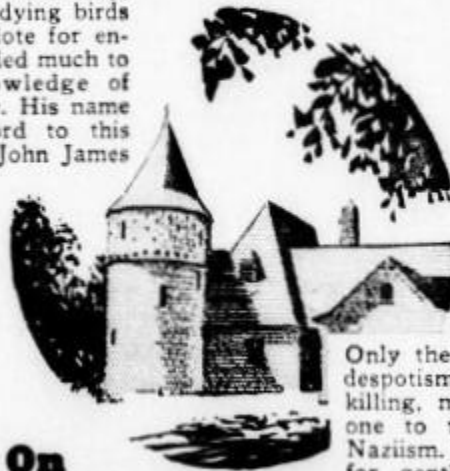 dying birds
ote for en-
led much to
wledge of
. His name
rd to this
John James
On
Only the
despotism
killing, m
one to t
Naziism.